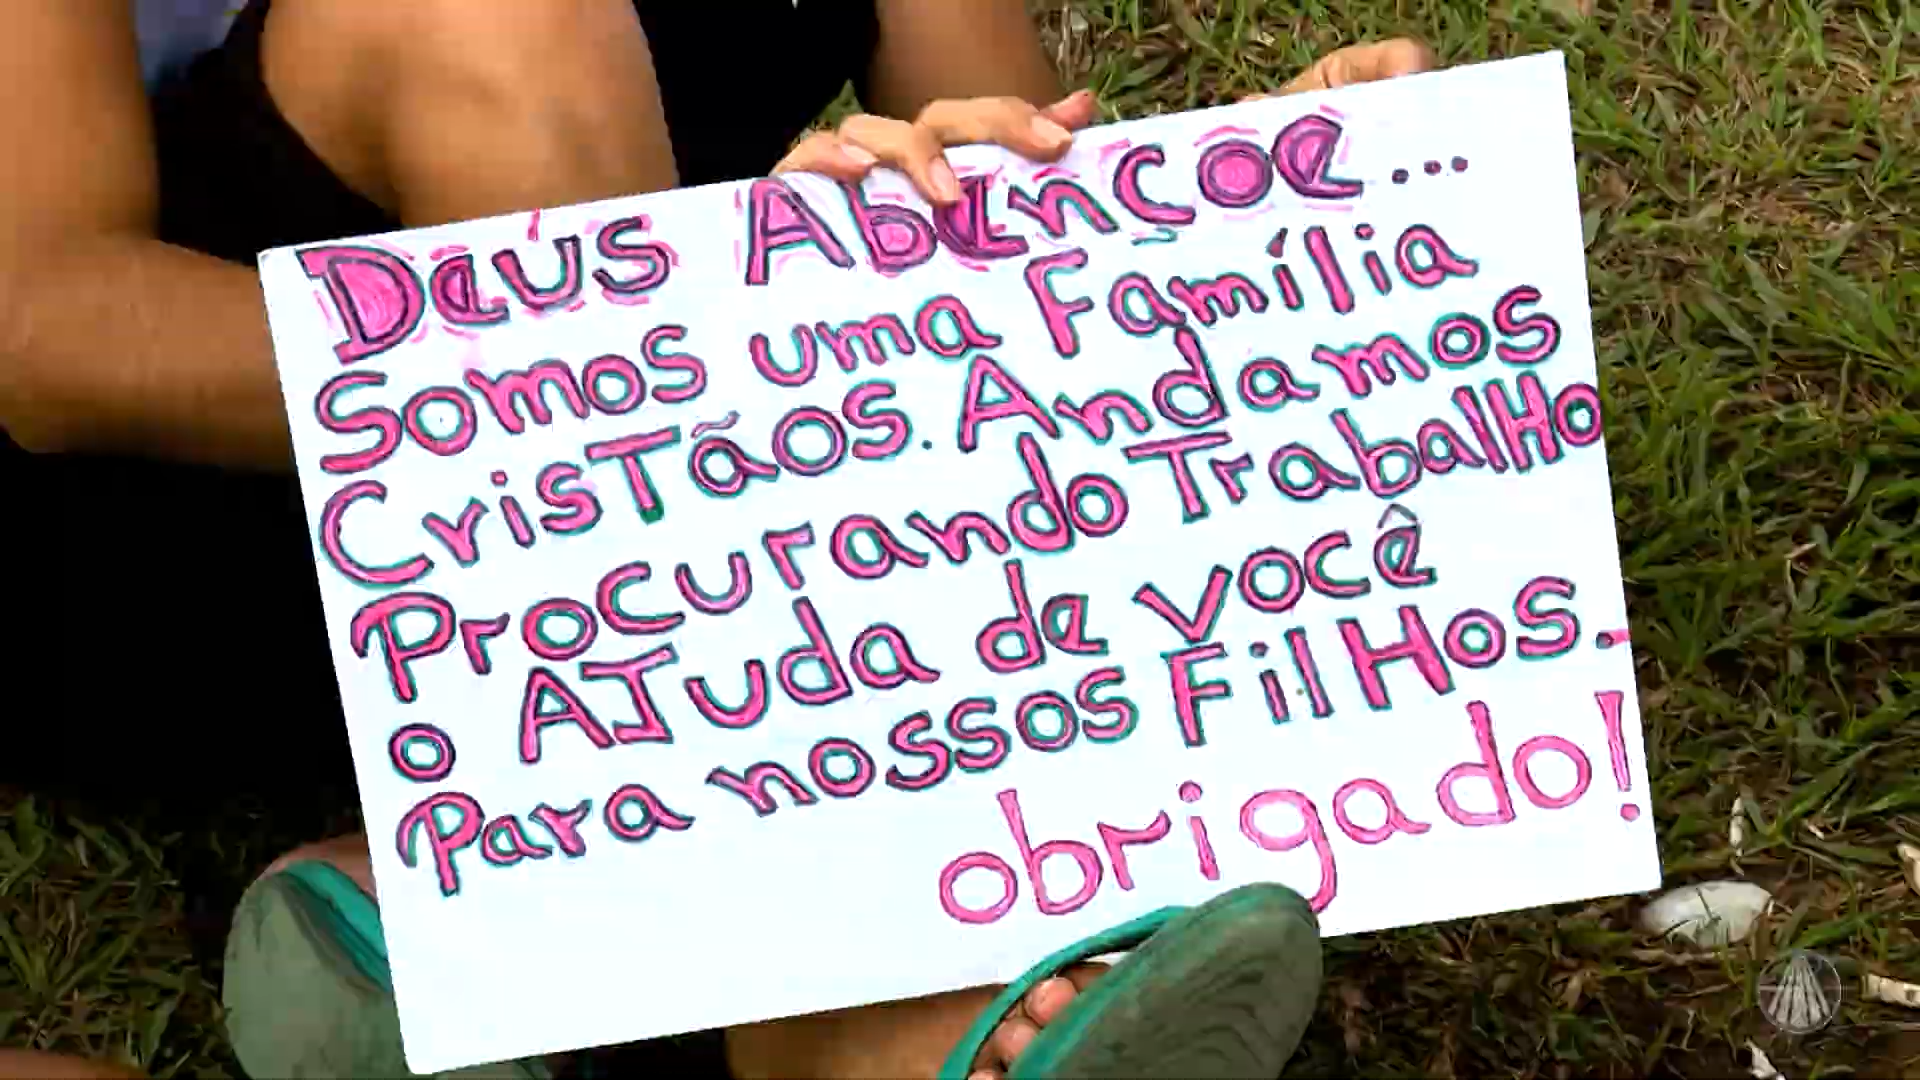 Deus Abençoe...
Somos uma Família
CrisTãos. Andamos
Procurando TrabalHo
o AJuda de você
Para nossos FilHos.
obrigado!